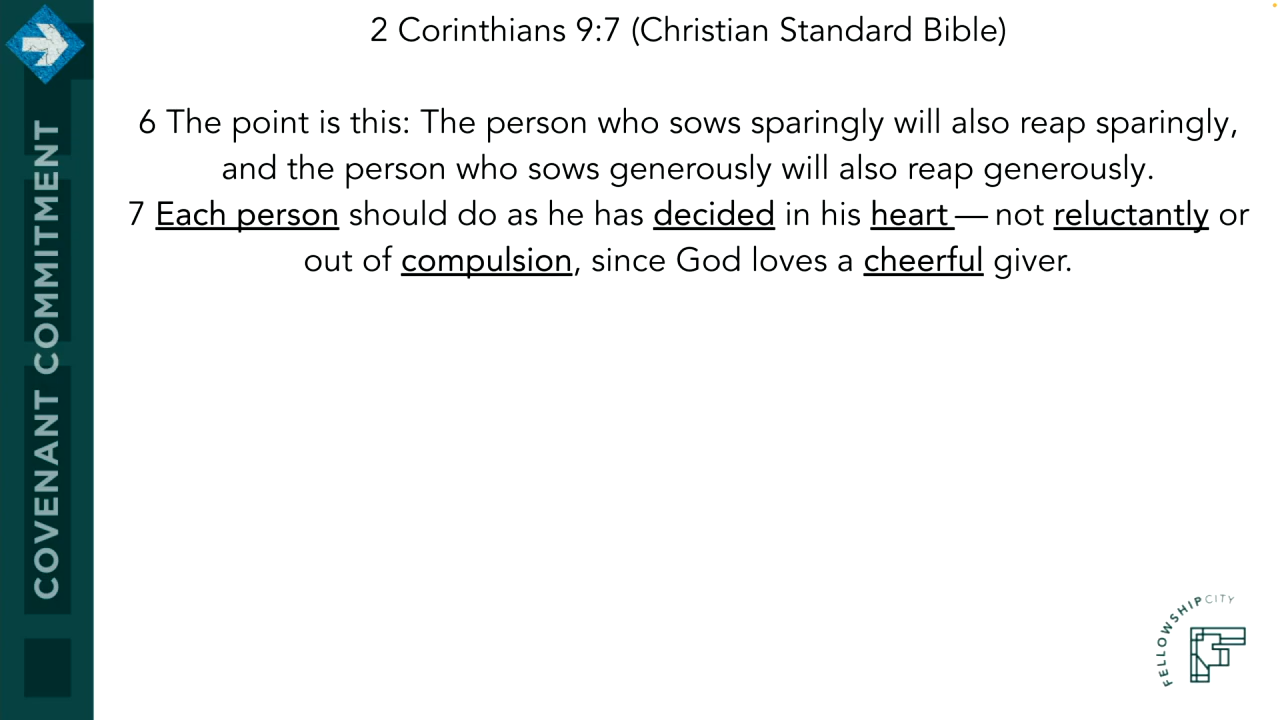 2 Corinthians 9:7 (Christian Standard Bible)
6 The point is this: The person who sows sparingly will also reap sparingly,
and the person who sows generously will also reap generously.
7 Each person should do as he has decided in his heart — not reluctantly or
out of compulsion, since God loves a cheerful giver.
COVENANT COMMITMENT
FELLOWSHIPCITY